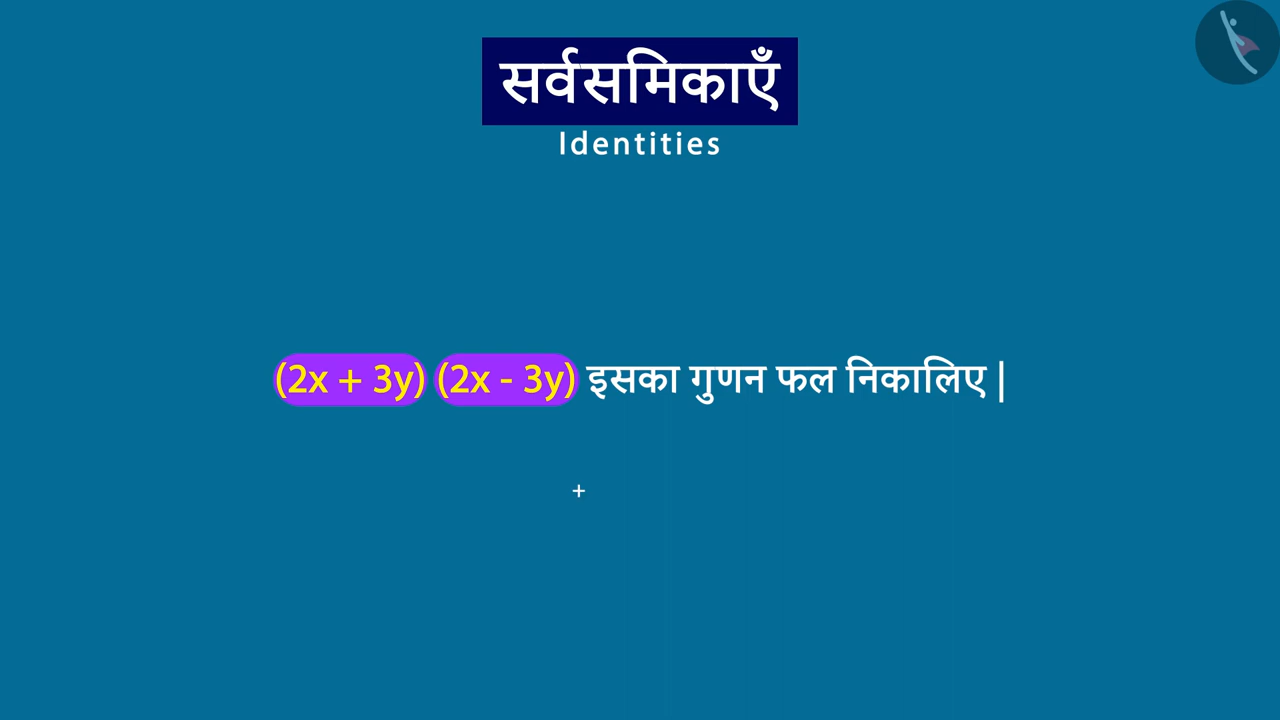 सर्वसमिकाएँ
Identities
(2x + 3y) (2x - 3y) इसका गुणन फल निकालिए |
+